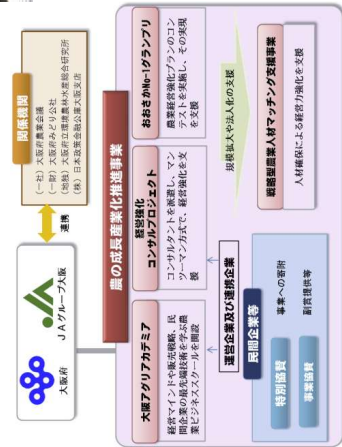 大阪府
JAグループ大阪
連携
関係機関
(一社) 大阪府農業会議
(一財) 大阪府みどり公社
(地独) 大阪府立環境農林水産総合研究所
(株) 日本政策金融公庫大阪支店
農の成長産業化推進事業
大阪アグリアカデミア
経営マインドや販売戦略、民
間企業の最先端技術を学ぶ農
業ビジネススクールを開設
経営強化
コンサルプロジェクト
コンサルタントを派遣し、マン
ツーマン方式で、経営強化を支
援
おおさかNo-1グランプリ
農業経営強化プランのコン
テストを実施し、その実現
を支援
運営企業及び連携企業
民間企業等
特別協賛
事業への寄附
事業協賛
副賞提供等
規模拡大や法人化の支援
戦略型農業人材マッチング支援事業
人材確保による経営力強化を支援